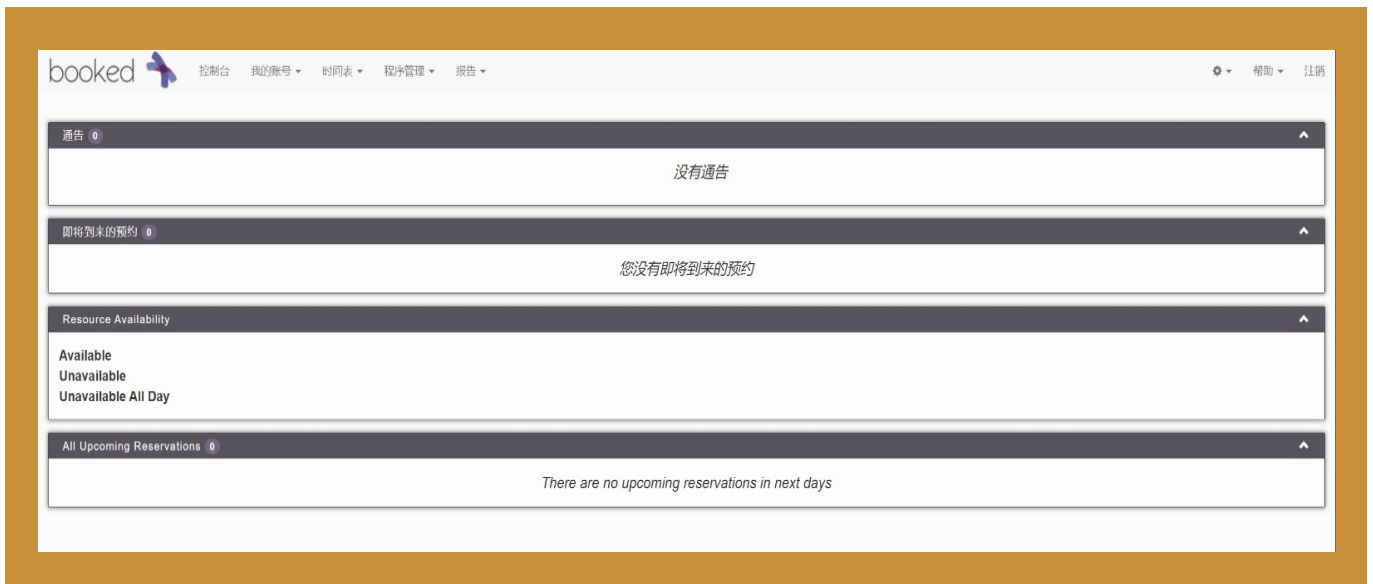 booked 控制台 我的账号 时间表 程序管理 报告 帮助 注销
通告 0
没有通告
即将到来的预约 0
您没有即将到来的预约
Resource Availability
Available
Unavailable
Unavailable All Day
All Upcoming Reservations 0
There are no upcoming reservations in next days